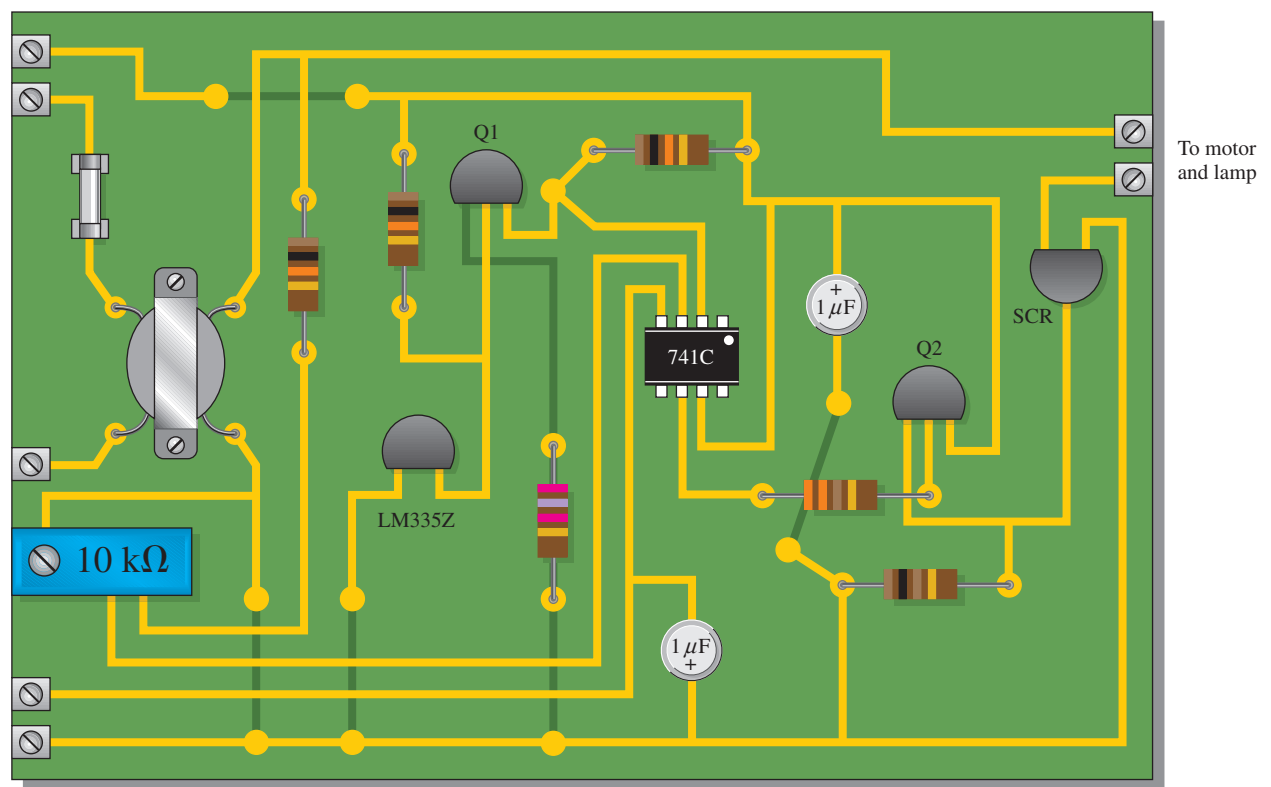 Q1
To motor
and lamp
+
1 μF
SCR
741C
Q2
LM335Z
10 kΩ
1 μF
+